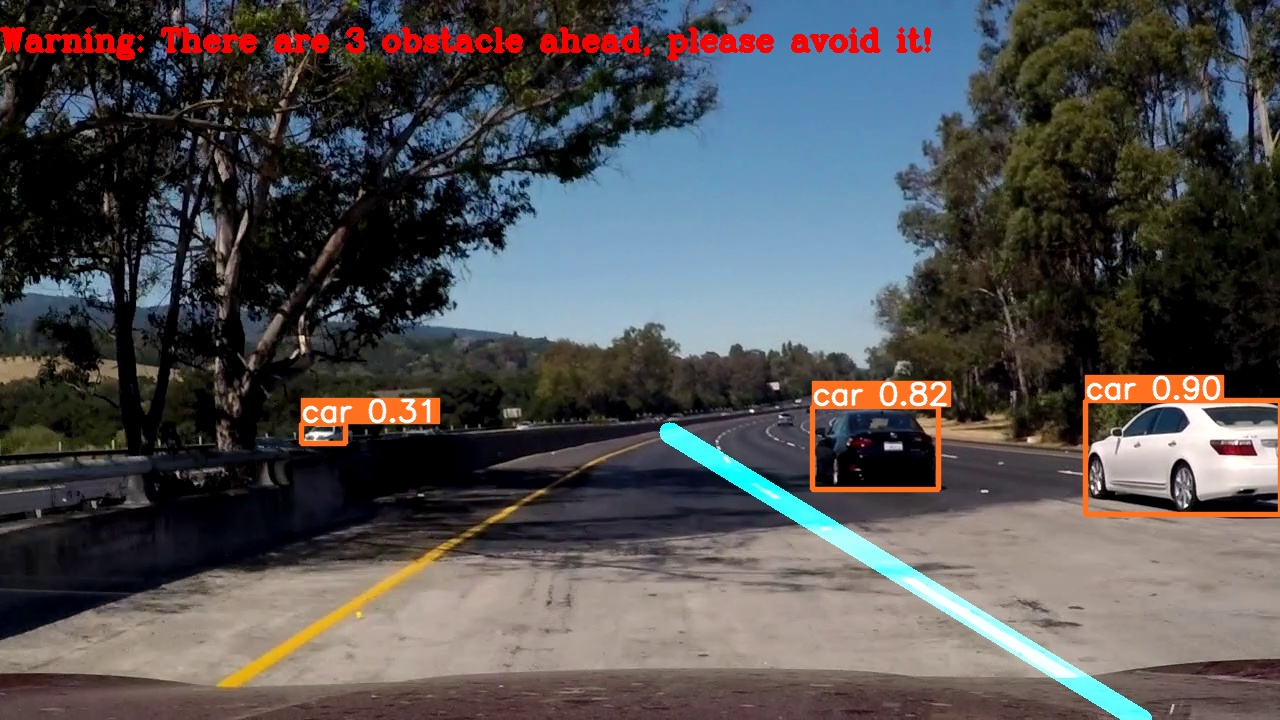 Warning: There are 3 obstacle ahead, please avoid it!
car 0.82
car 0.90
car 0.31